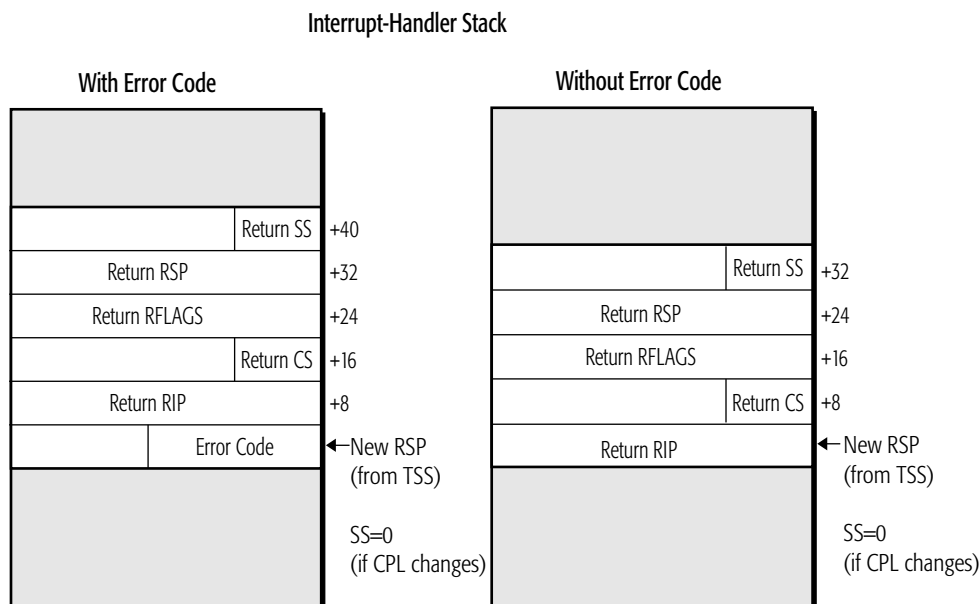 Interrupt-Handler Stack
With Error Code
Return SS +40
Return RSP +32
Return RFLAGS +24
Return CS +16
Return RIP +8
Error Code
New RSP
(from TSS)
SS=0
(if CPL changes)
Without Error Code
Return SS +32
Return RSP +24
Return RFLAGS +16
Return CS +8
Return RIP
New RSP
(from TSS)
SS=0
(if CPL changes)